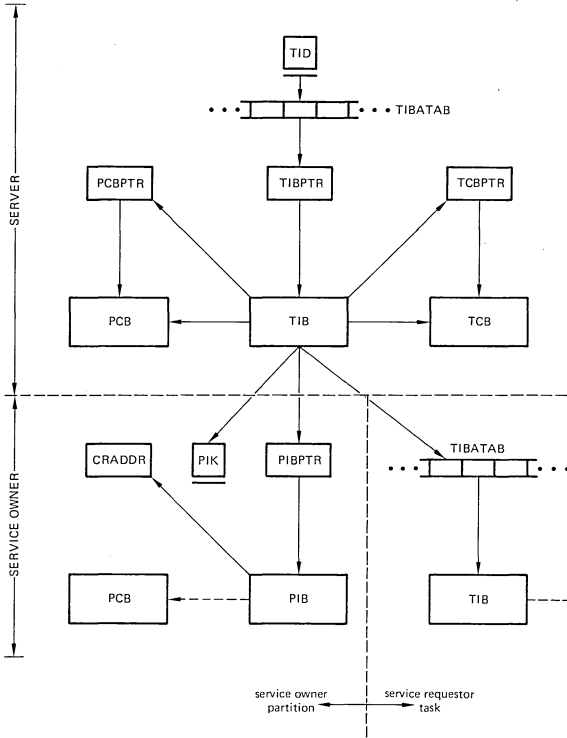 TID
TIBATAB
PCBPTR
TIBPTR
TCBPTR
SERVER
PCB
TIB
TCB
TIBATAB
CRADDR
PIK
PIBPTR
SERVICE OWNER
PCB
PIB
TIB
service owner
partition
service requestor
task